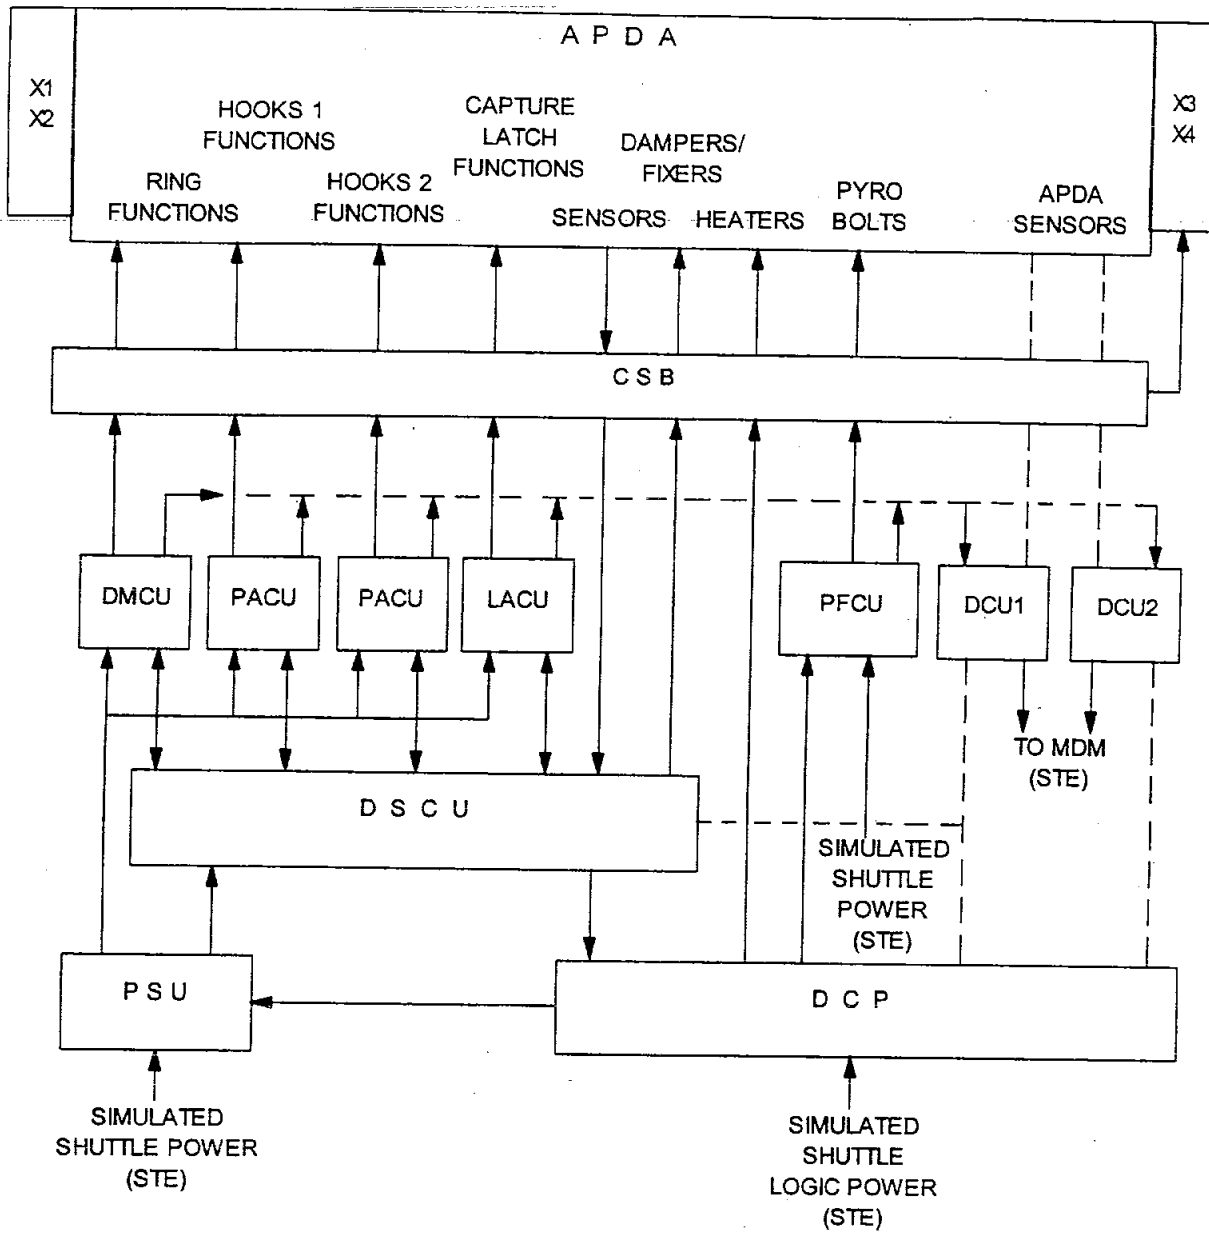 A P D A
X1
X2
X3
X4
HOOKS 1
FUNCTIONS
CAPTURE
LATCH
FUNCTIONS
DAMPERS/
FIXERS
RING
FUNCTIONS
HOOKS 2
FUNCTIONS
SENSORS
HEATERS
PYRO
BOLTS
APDA
SENSORS
C S B
DMCU
PACU
PACU
LACU
PFCU
DCU1
DCU2
TO MDM
(STE)
D S C U
SIMULATED
SHUTTLE
POWER
(STE)
P S U
D C P
SIMULATED
SHUTTLE POWER
(STE)
SIMULATED
SHUTTLE
LOGIC POWER
(STE)